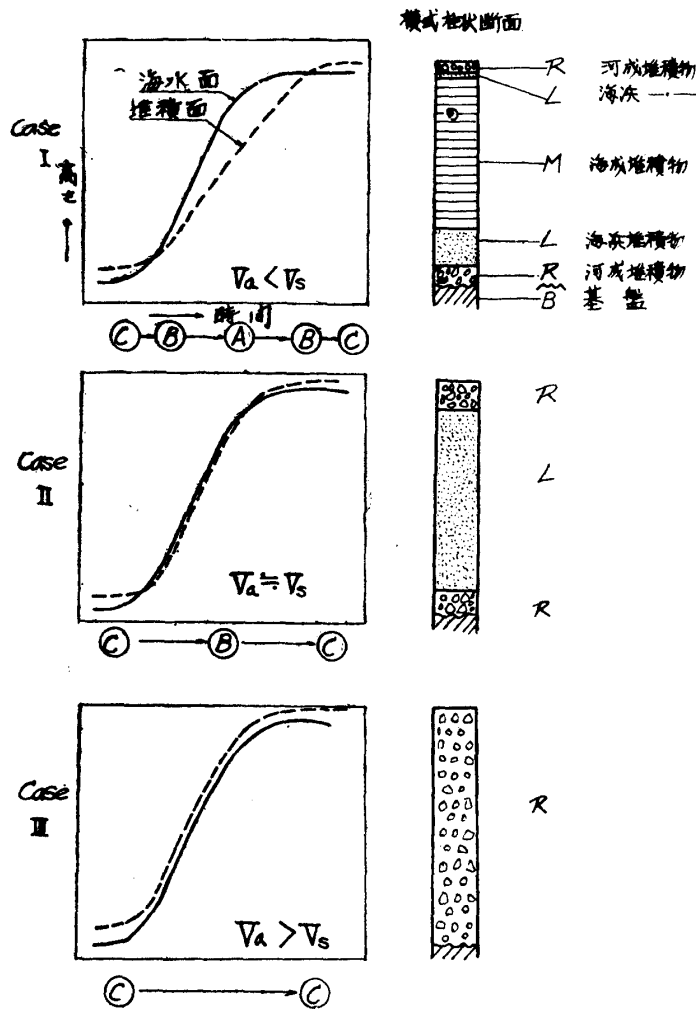 模式柱状断面
海水面
堆積面
Case
I
高さ
Va < Vs
時間
C B A B C
R 河成堆積物
L 海浜 〃
M 海成堆積物
L 海浜堆積物
R 河成堆積物
B 基盤
Case
II
Va ≒ Vs
C B C
R
L
R
Case
III
Va > Vs
C C
R